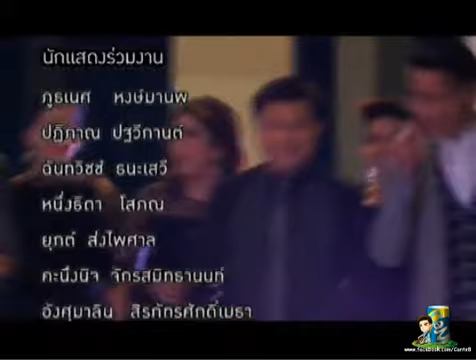 นักแสดงร่วมงาน
ภูธเนศ หงษ์มานพ
ปฏิภาณ ปฐวีกานต์
ฉันทวิชช์ ธนะเสวี
หนึ่งธิดา โสภณ
ยุทต์ ส่งไพศาล
คะนึงนิจ จักรสมิทธานนท์
อังศุมาลิน สิรภัทรศักดิ์เมธา